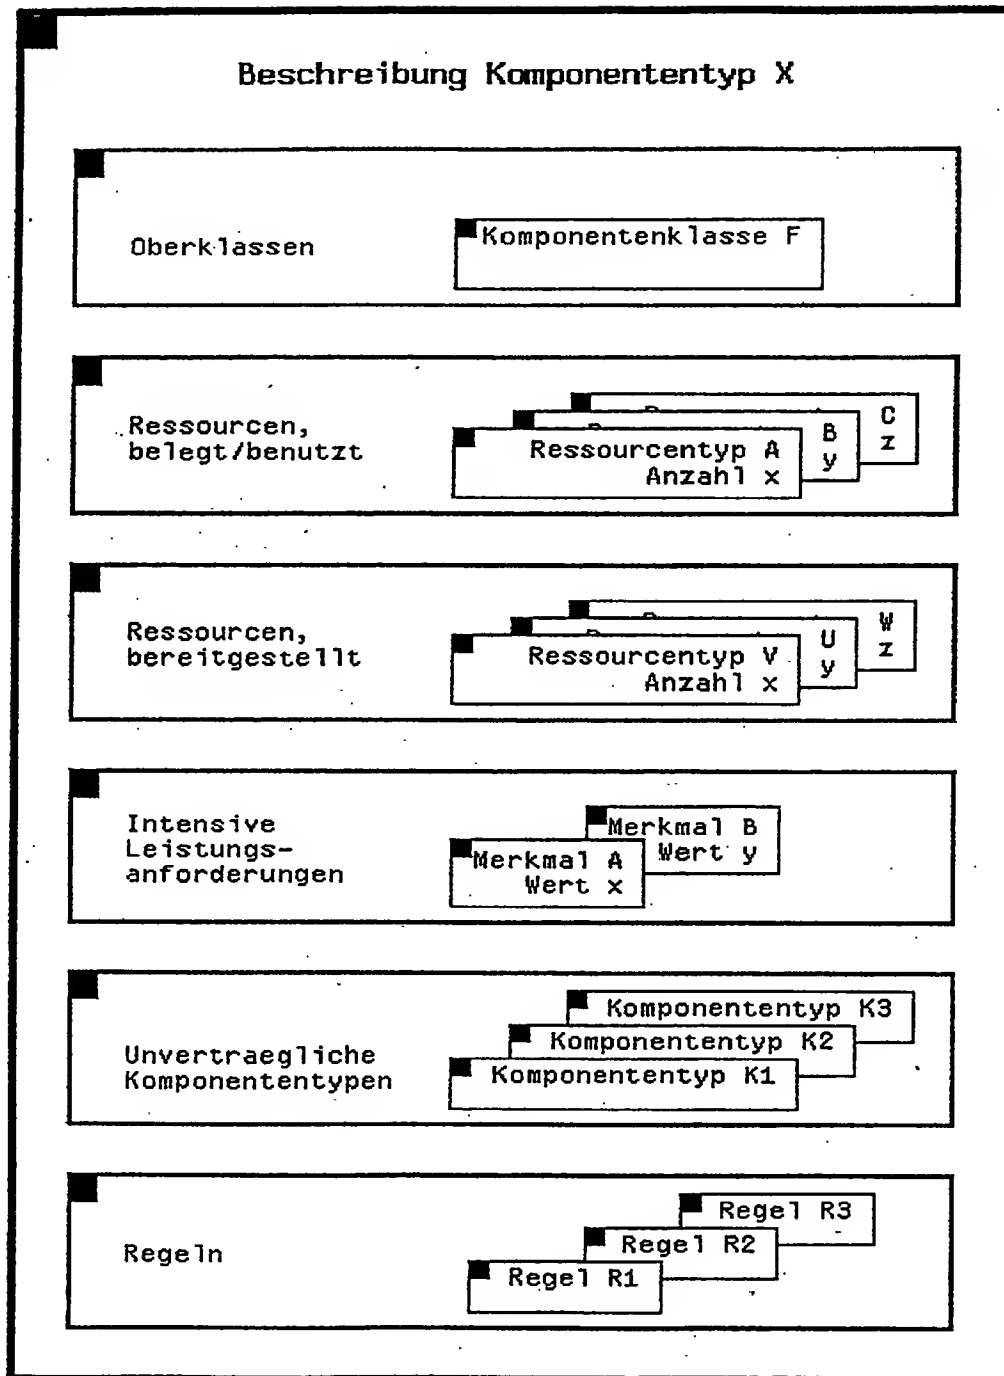 Beschreibung Komponententyp X
Oberklassen
Komponentenklasse F
Ressourcen,
belegt/benutzt
C
z
B
y
Ressourcentyp A
Anzahl x
Ressourcen,
bereitgestellt
W
z
U
y
Ressourcentyp V
Anzahl x
Intensive
Leistungs-
anforderungen
Merkmal B
Wert y
Merkmal A
Wert x
Unvertraegliche
Komponententypen
Komponententyp K3
Komponententyp K2
Komponententyp K1
Regeln
Regel R3
Regel R2
Regel R1